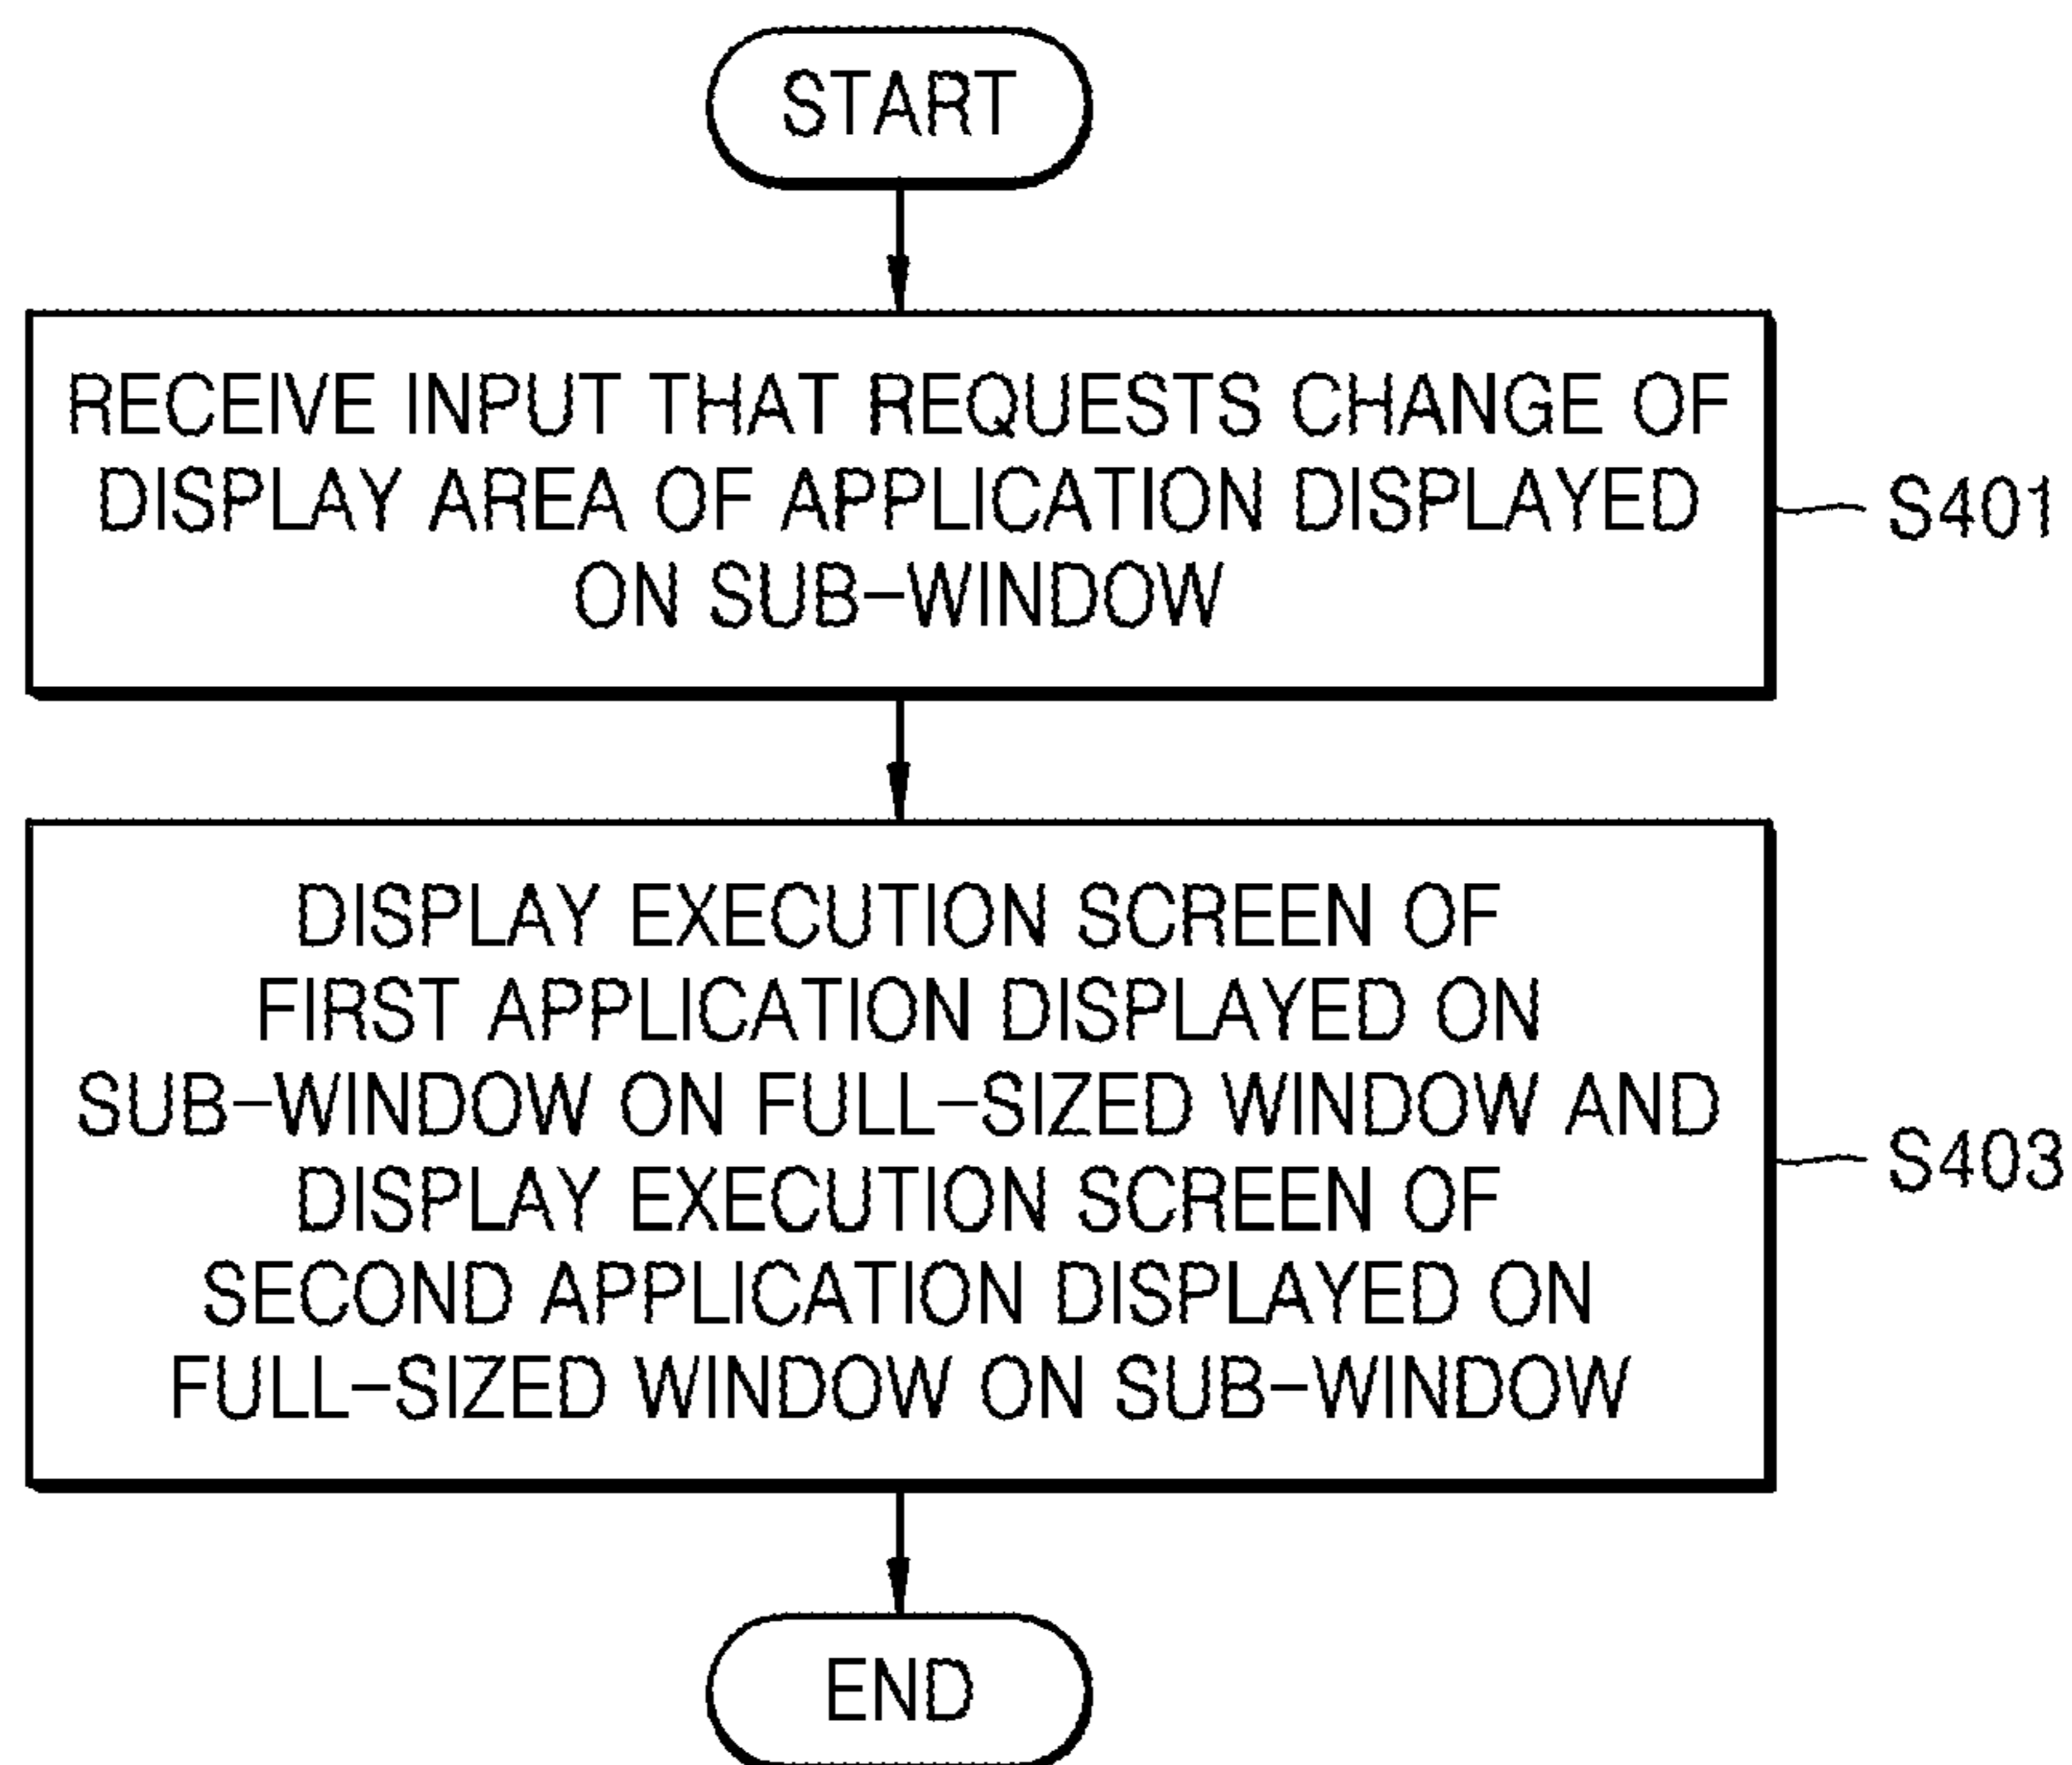 START
RECEIVE INPUT THAT REQUESTS CHANGE OF
DISPLAY AREA OF APPLICATION DISPLAYED
ON SUB-WINDOW
S401
DISPLAY EXECUTION SCREEN OF
FIRST APPLICATION DISPLAYED ON
SUB-WINDOW ON FULL-SIZED WINDOW AND
DISPLAY EXECUTION SCREEN OF
SECOND APPLICATION DISPLAYED ON
FULL-SIZED WINDOW ON SUB-WINDOW
S403
END